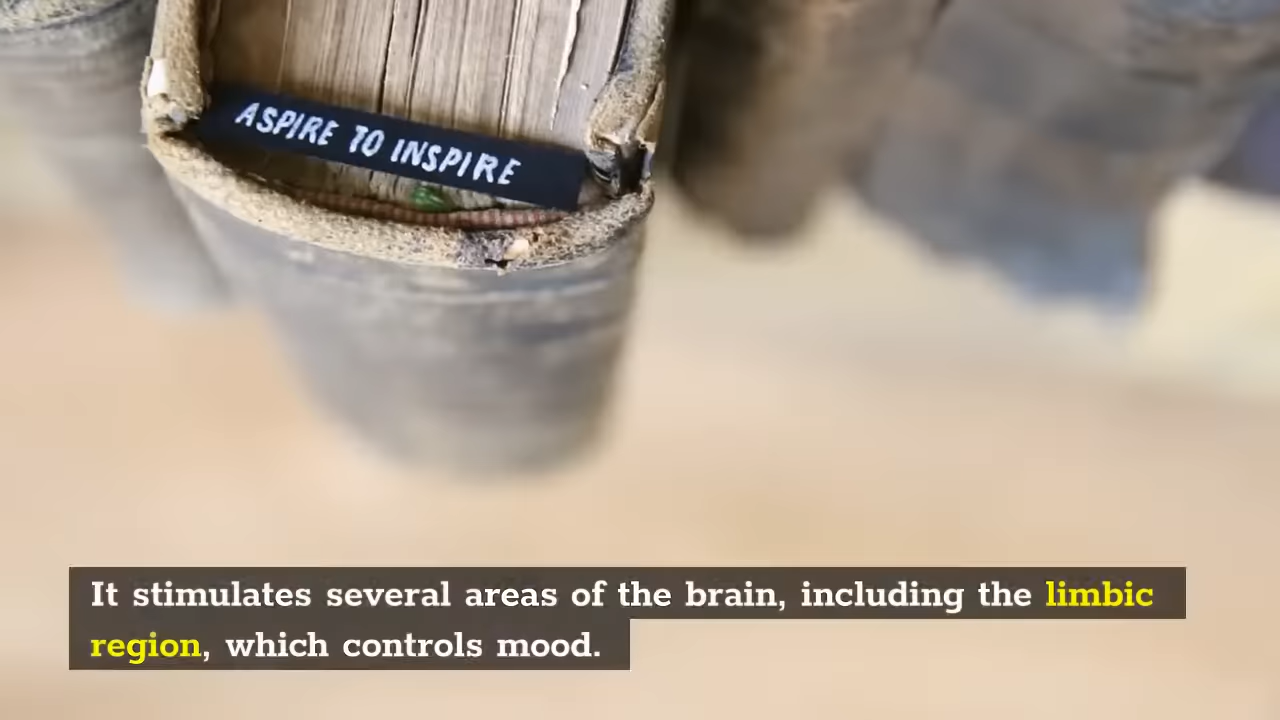 ASPIRE TO INSPIRE
It stimulates several areas of the brain, including the limbic
region, which controls mood.